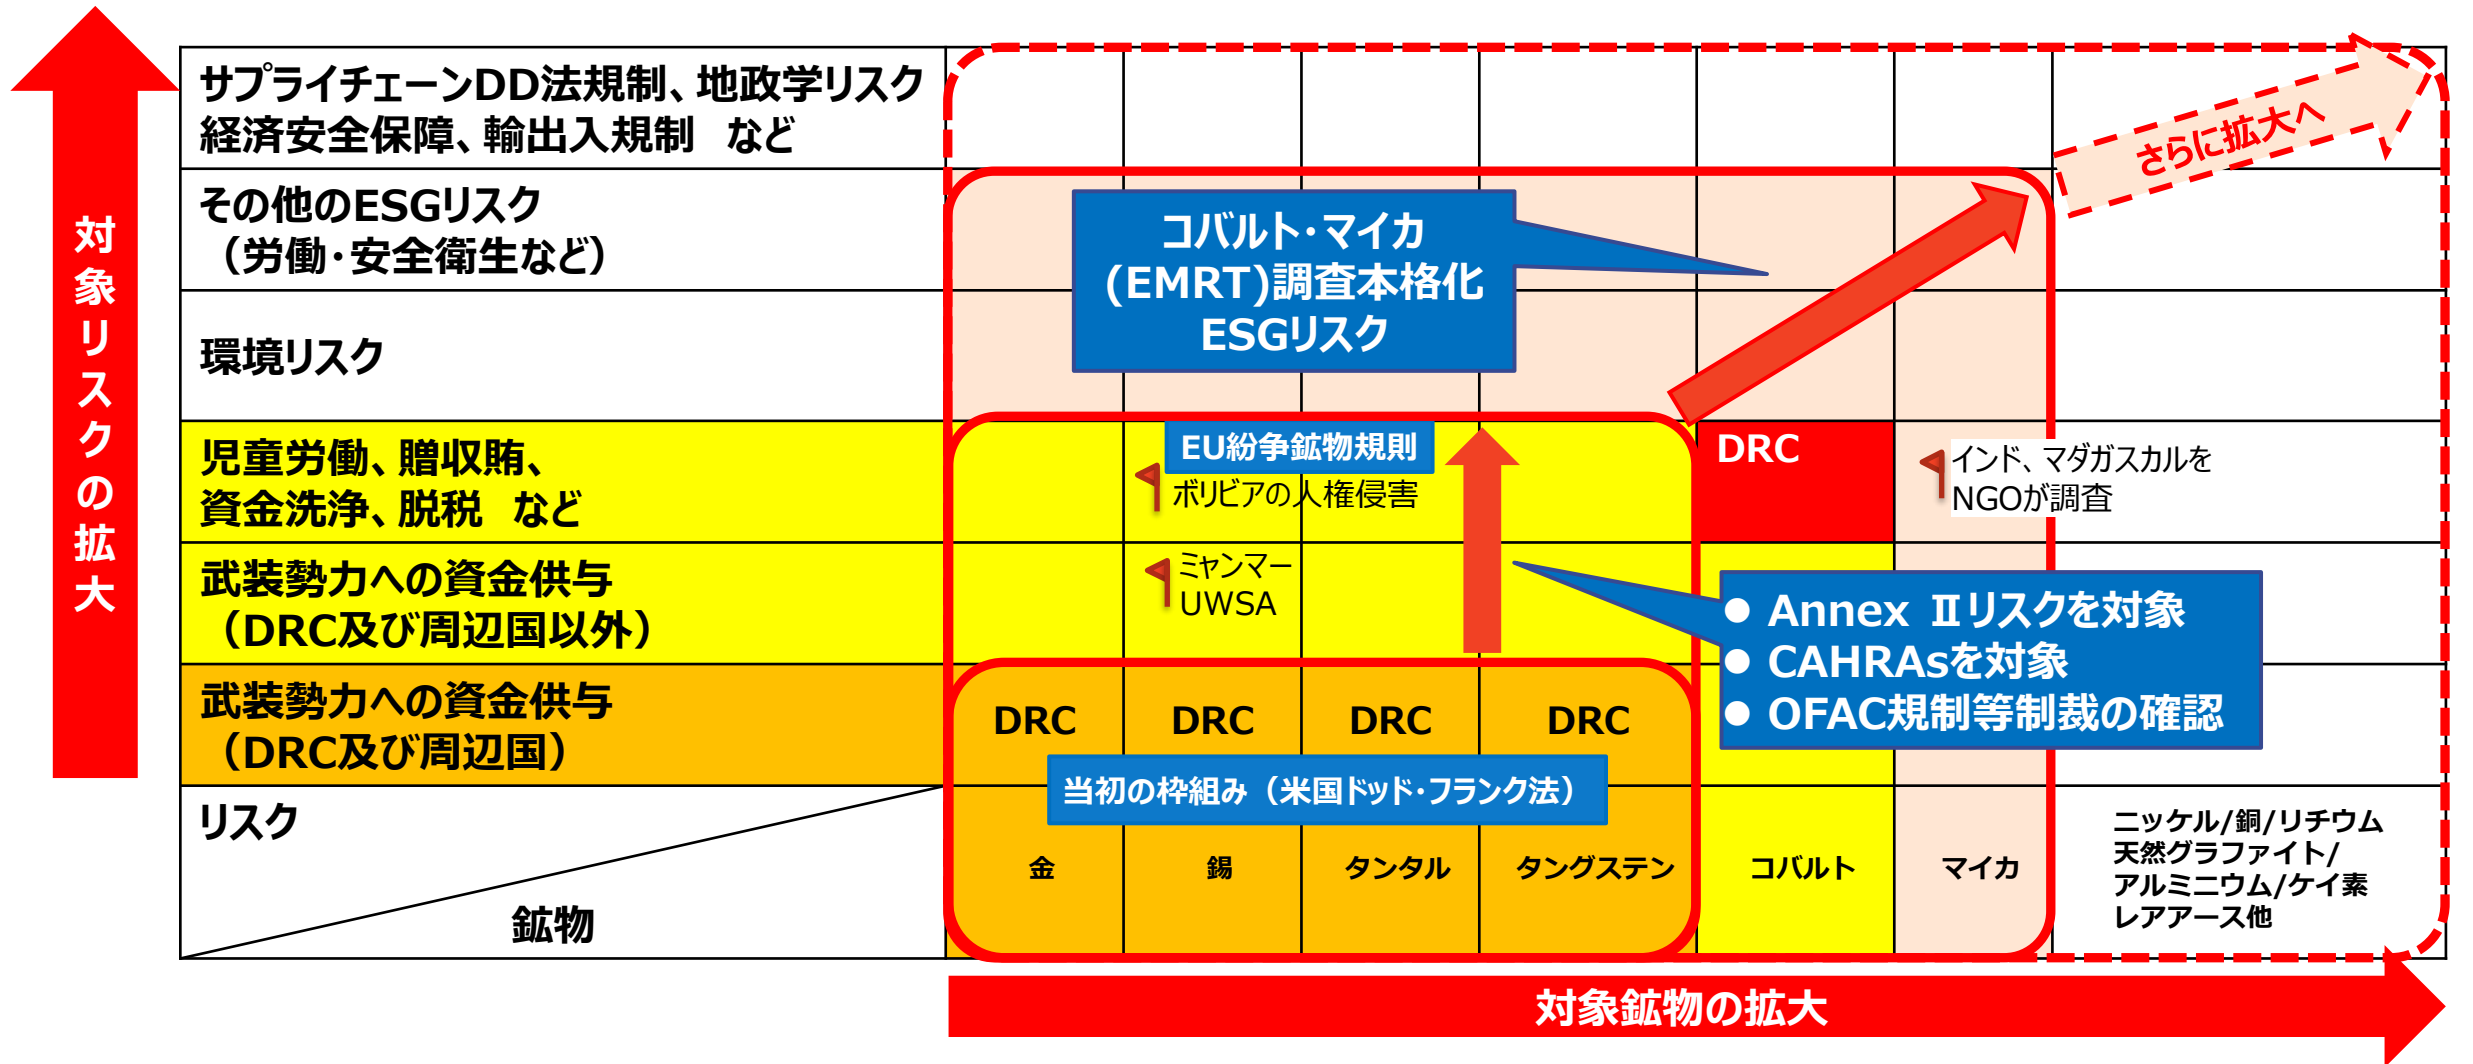 対象リスクの拡大
サプライチェーンDD法規制、地政学リスク
経済安全保障、輸出入規制　など
さらに拡大へ
その他のESGリスク
（労働・安全衛生など）
コバルト・マイカ
(EMRT)調査本格化
ESGリスク
環境リスク
児童労働、贈収賄、
資金洗浄、脱税　など
EU紛争鉱物規則
ボリビアの人権侵害
DRC
インド、マダガスカルを
NGOが調査
武装勢力への資金供与
（DRC及び周辺国以外）
ミャンマー
UWSA
● Annex Ⅱリスクを対象
● CAHRAsを対象
● OFAC規制等制裁の確認
武装勢力への資金供与
（DRC及び周辺国）
DRC
DRC
DRC
DRC
当初の枠組み（米国ドッド・フランク法）
リスク
鉱物
金
錫
タンタル
タングステン
コバルト
マイカ
ニッケル/銅/リチウム
天然グラファイト/
アルミニウム/ケイ素
レアアース他
対象鉱物の拡大